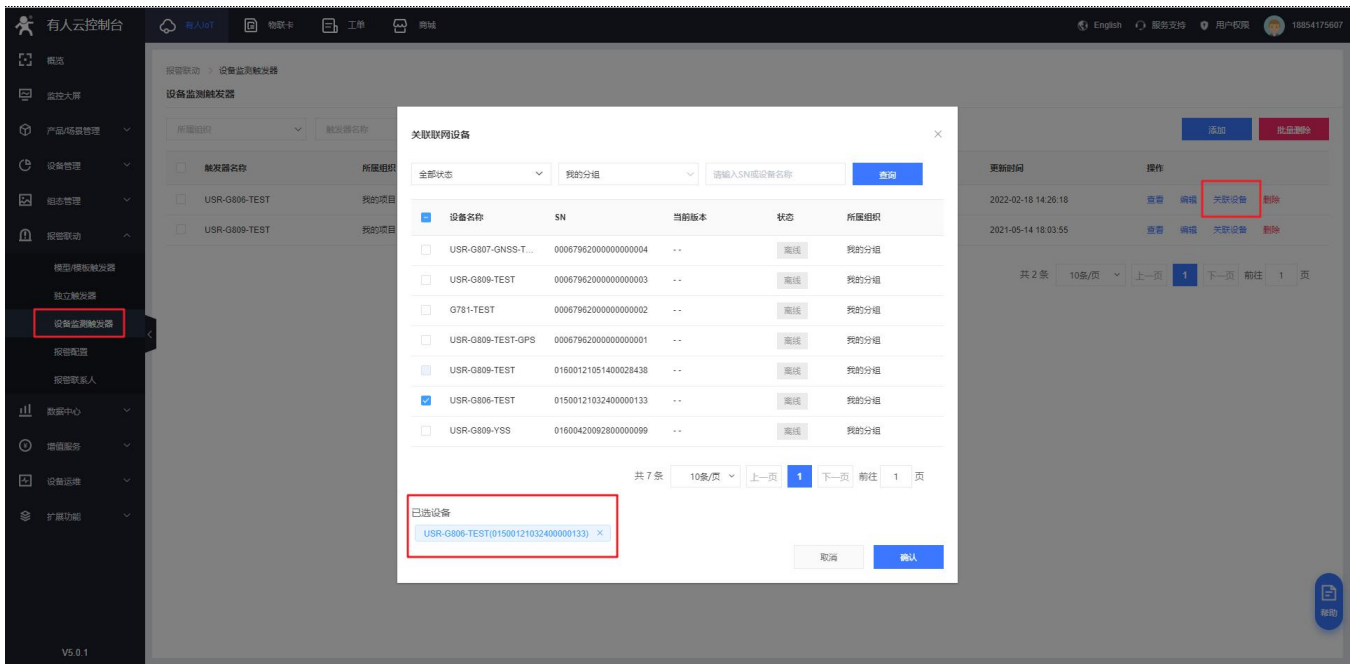 有人云控制台
有人IoT 物联卡 工单 商城
English 服务支持 用户权限 18854175607
概览
监控大屏
产品/场景管理
设备管理
组态管理
报警联动
模型/模板触发器
独立触发器
设备监测触发器
报警配置
报警联系人
数据中心
增值服务
设备运维
扩展功能
V5.0.1
报警联动 > 设备监测触发器
设备监测触发器
所属组织 触发器名称 添加 批量删除
触发器名称 所属组织 更新时间 操作
USR-G806-TEST 我的项目 2022-02-18 14:26:18 查看 编辑 关联设备 删除
USR-G809-TEST 我的项目 2021-05-14 18:03:55 查看 编辑 关联设备 删除
共 2 条 10条/页 上一页 1 下一页 前往 1 页
关联联网设备
全部状态 我的分组 请输入SN或设备名称 查询
设备名称 SN 当前版本 状态 所属组织
USR-G807-GNSS-T... 00067962000000000004 -- 离线 我的分组
USR-G809-TEST 00067962000000000003 -- 离线 我的分组
G781-TEST 00067962000000000002 -- 离线 我的分组
USR-G809-TEST-GPS 00067962000000000001 -- 离线 我的分组
USR-G809-TEST 01600121051400028438 -- 离线 我的分组
USR-G806-TEST 01500121032400000133 -- 离线 我的分组
USR-G809-YSS 01600420092800000099 -- 离线 我的分组
共 7 条 10条/页 上一页 1 下一页 前往 1 页
已选设备
USR-G806-TEST(01500121032400000133) ×
取消 确认
帮助